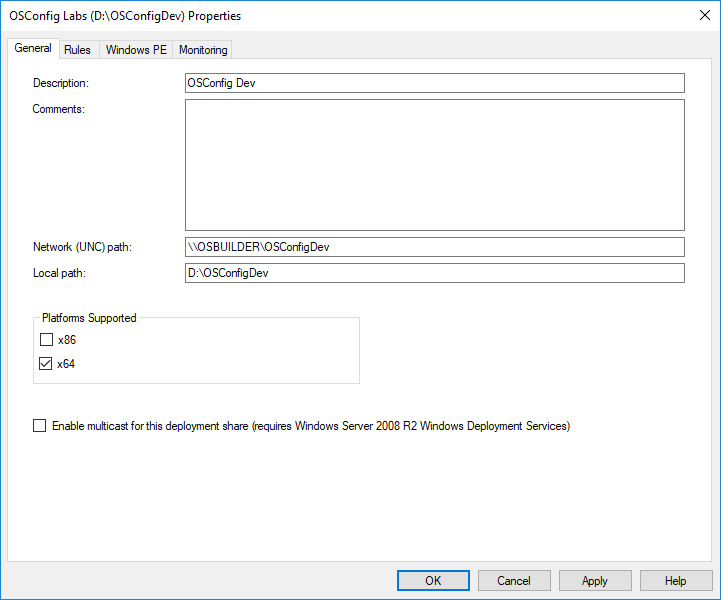 OSConfig Labs (D:\OSConfigDev) Properties
General Rules Windows PE Monitoring
Description: OSConfig Dev
Comments:
Network (UNC) path: \\OSBUILDER\OSConfigDev
Local path: D:\OSConfigDev
Platforms Supported
x86
x64
Enable multicast for this deployment share (requires Windows Server 2008 R2 Windows Deployment Services)
OK Cancel Apply Help